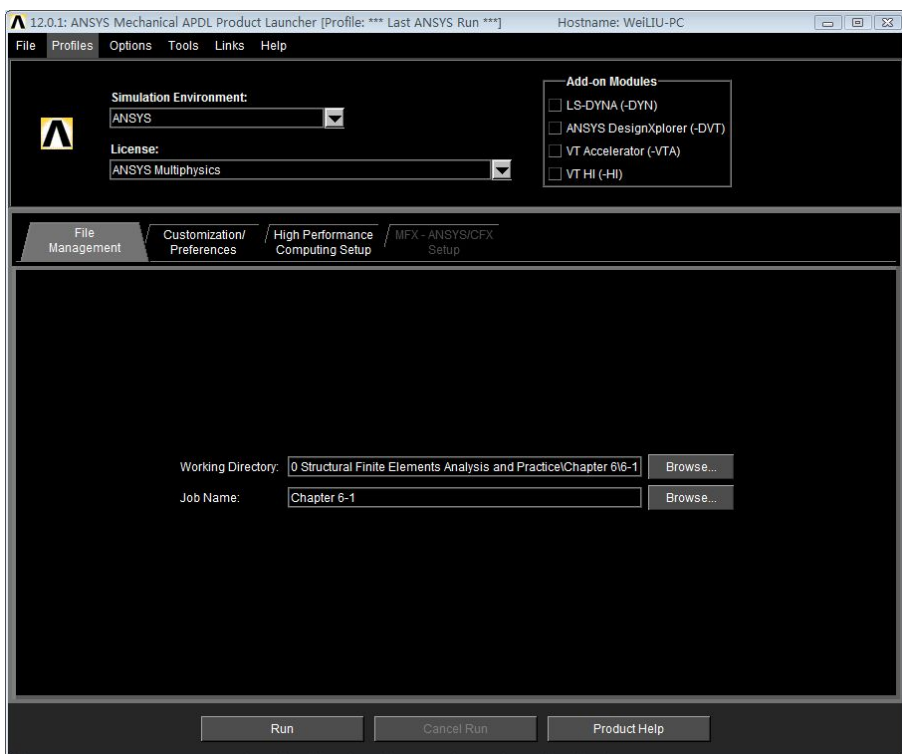 12.0.1: ANSYS Mechanical APDL Product Launcher [Profile: *** Last ANSYS Run ***] Hostname: WeiLIU-PC
File Profiles Options Tools Links Help
Simulation Environment:
ANSYS
License:
ANSYS Multiphysics
Add-on Modules
LS-DYNA (-DYN)
ANSYS DesignXplorer (-DVT)
VT Accelerator (-VTA)
VT HI (-HI)
File
Management
Customization/
Preferences
High Performance
Computing Setup
MFX - ANSYS/CFX
Setup
Working Directory: 0 Structural Finite Elements Analysis and Practice\Chapter 6\6-1 Browse...
Job Name: Chapter 6-1 Browse...
Run Cancel Run Product Help